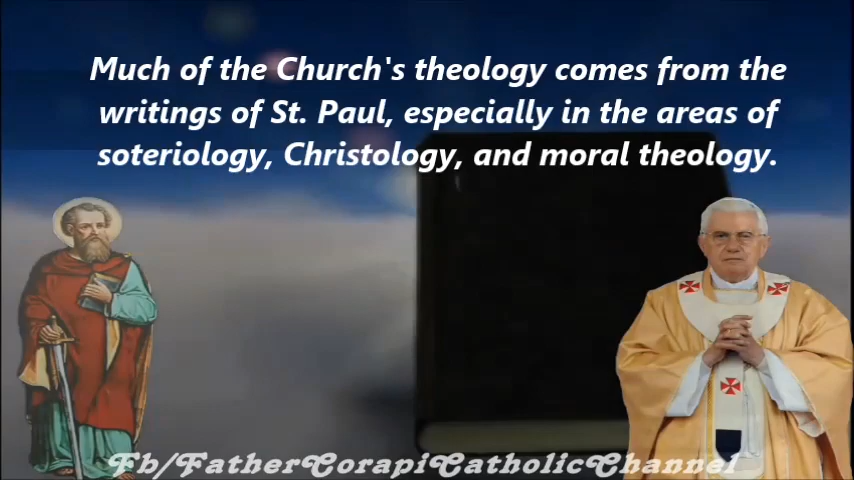 Much of the Church's theology comes from the
writings of St. Paul, especially in the areas of
soteriology, Christology, and moral theology.
Fb/FatherCorapiCatholicChannel